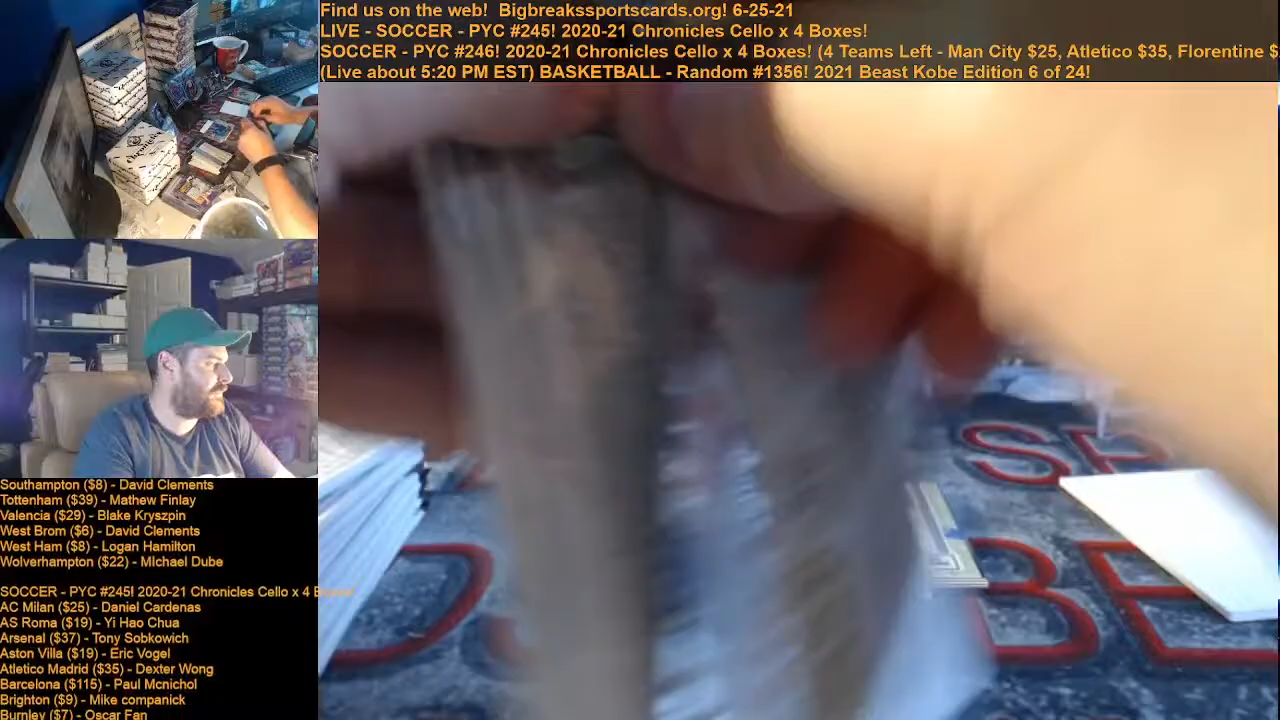 Find us on the web! Bigbreakssportscards.org! 6-25-21
LIVE - SOCCER - PYC #245! 2020-21 Chronicles Cello x 4 Boxes!
SOCCER - PYC #246! 2020-21 Chronicles Cello x 4 Boxes! (4 Teams Left - Man City $25, Atletico $35, Florentine $
(Live about 5:20 PM EST) BASKETBALL - Random #1356! 2021 Beast Kobe Edition 6 of 24!
Southampton ($8) - David Clements
Tottenham ($39) - Mathew Finlay
Valencia ($29) - Blake Kryszpin
West Brom ($6) - David Clements
West Ham ($8) - Logan Hamilton
Wolverhampton ($22) - MIchael Dube
SOCCER - PYC #245! 2020-21 Chronicles Cello x 4
AC Milan ($25) - Daniel Cardenas
AS Roma ($19) - Yi Hao Chua
Arsenal ($37) - Tony Sobkowich
Aston Villa ($19) - Eric Vogel
Atletico Madrid ($35) - Dexter Wong
Barcelona ($115) - Paul Mcnichol
Brighton ($9) - Mike companick
Burnley ($7) - Oscar Fan
SP
BE